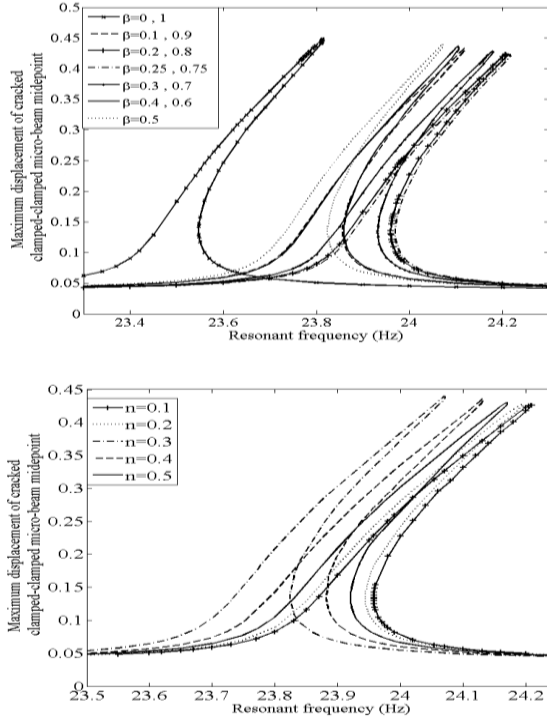 0.5
0.45
0.4
0.35
0.3
0.25
0.2
0.15
0.1
0.05
0
Maximum displacement of cracked
clamped-clamped micro-beam midepoint
β=0 , 1
β=0.1 , 0.9
β=0.2 , 0.8
β=0.25 , 0.75
β=0.3 , 0.7
β=0.4 , 0.6
β=0.5
23.4 23.6 23.8 24 24.2
Resonant frequency (Hz)
0.45
0.4
0.35
0.3
0.25
0.2
0.15
0.1
0.05
0
Maximum displacement of cracked
clamped-clamped micro-beam midepoint
n=0.1
n=0.2
n=0.3
n=0.4
n=0.5
23.5 23.6 23.7 23.8 23.9 24 24.1 24.2
Resonant frequency (Hz)